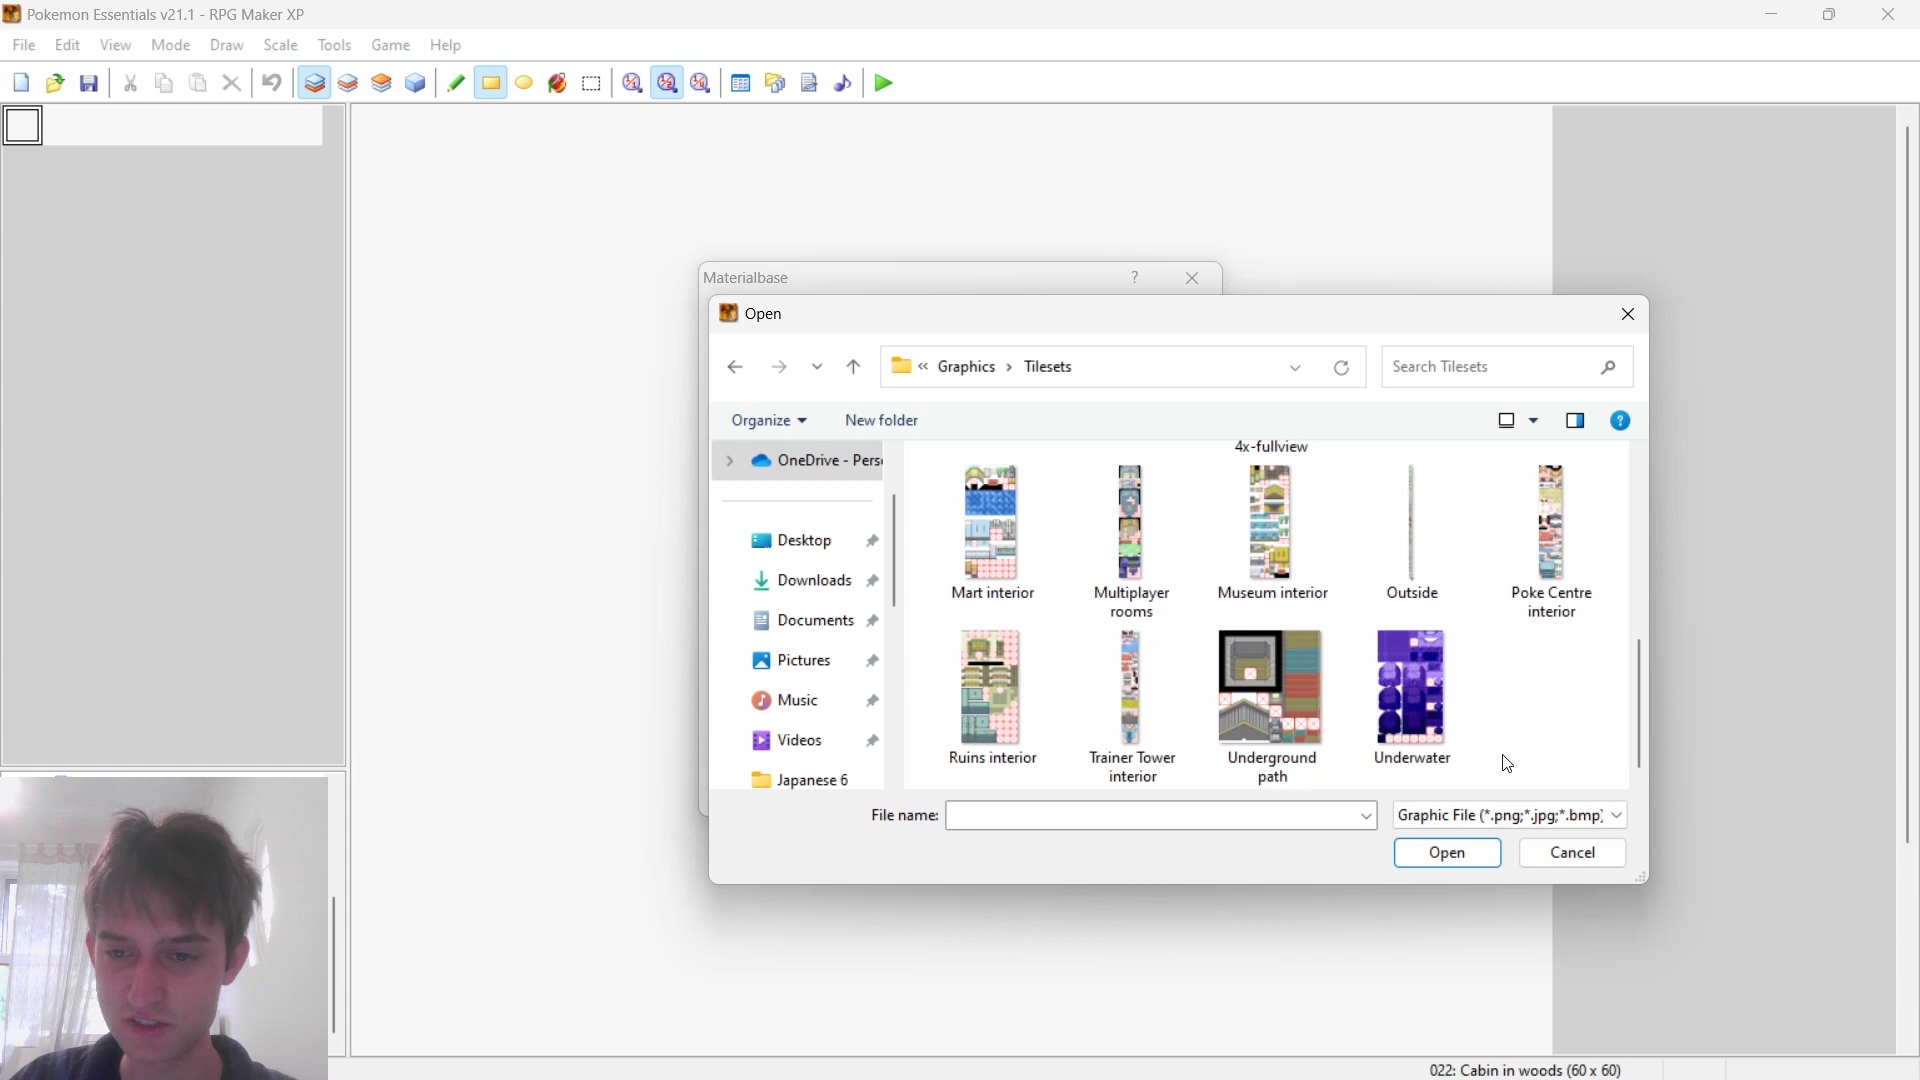 Pokemon Essentials v21.1 - RPG Maker XP
File Edit View Mode Draw Scale Tools Game Help
Materialbase ?
Open
« Graphics › Tilesets
Search Tilesets
Organize New folder
?
OneDrive - Pers
4x-fullview
Mart interior
Multiplayer
rooms
Museum interior
Outside
Poke Centre
interior
Desktop
Downloads
Documents
Pictures
Music
Videos
Japanese 6
Ruins interior
Trainer Tower
interior
Underground
path
Underwater
File name:
Graphic File (*.png;*.jpg;*.bmp)
Open Cancel
022: Cabin in woods (60 x 60)